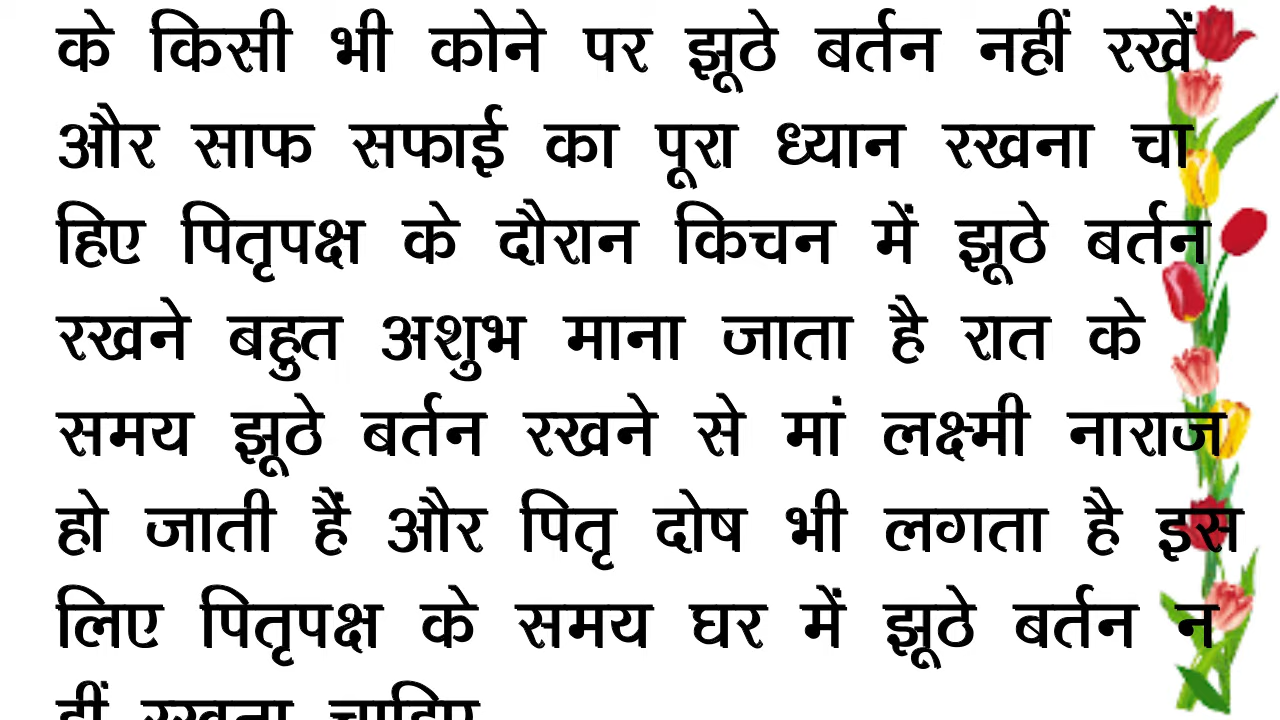 के किसी भी कोने पर झूठे बर्तन नहीं रखें
और साफ सफाई का पूरा ध्यान रखना चा
हिए पितृपक्ष के दौरान किचन में झूठे बर्तन
रखने बहुत अशुभ माना जाता है रात के
समय झूठे बर्तन रखने से मां लक्ष्मी नाराज
हो जाती हैं और पितृ दोष भी लगता है इस
लिए पितृपक्ष के समय घर में झूठे बर्तन न
हीं रखना चाहिए